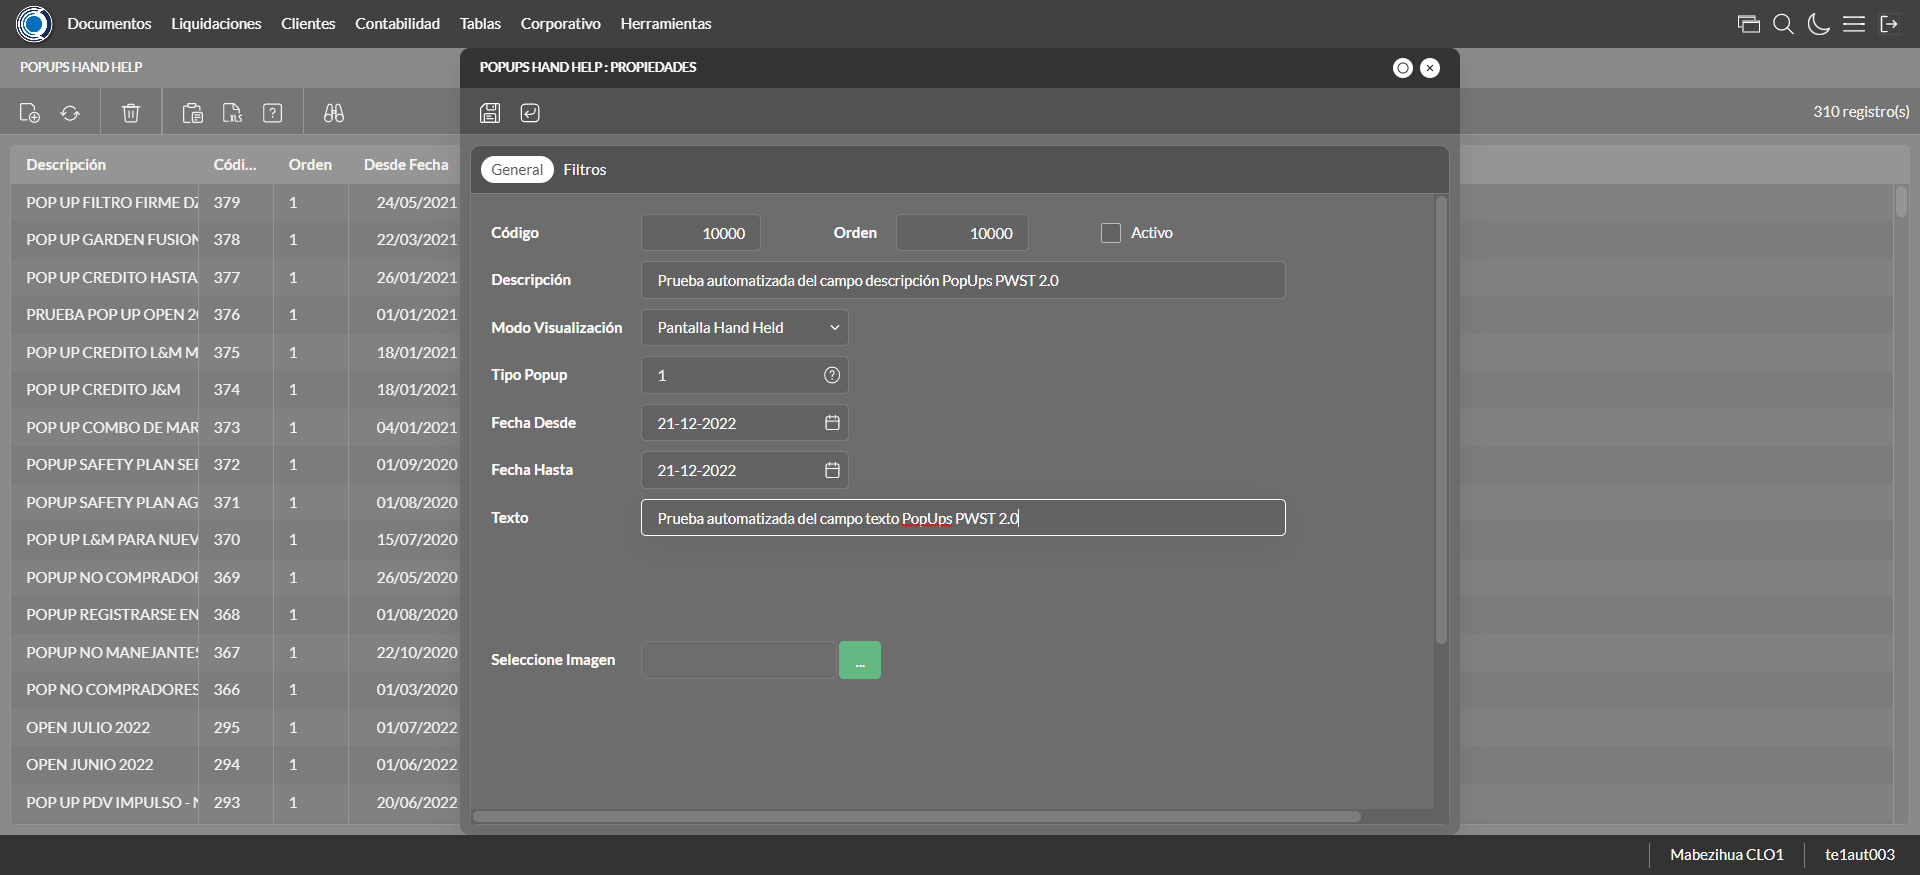 Documentos Liquidaciones Clientes Contabilidad Tablas Corporativo Herramientas
POPUPS HAND HELP
POPUPS HAND HELP : PROPIEDADES
XLS
310 registro(s)
Descripción Códi... Orden Desde Fecha
General Filtros
POP UP FILTRO FIRME 379 1 24/05/2021
POP UP GARDEN FUSION 378 1 22/03/2021
POP UP CREDITO HASTA 377 1 26/01/2021
PRUEBA POP UP OPEN 376 1 01/01/2021
POP UP CREDITO L&M M 375 1 18/01/2021
POP UP CREDITO J&M 374 1 18/01/2021
POP UP COMBO DE MAR 373 1 04/01/2021
POPUP SAFETY PLAN SE 372 1 01/09/2020
POPUP SAFETY PLAN AG 371 1 01/08/2020
POP UP L&M PARA NUEV 370 1 15/07/2020
POPUP NO COMPRADO 369 1 26/05/2020
POPUP REGISTRARSE EN 368 1 01/08/2020
POPUP NO MANEJANTES 367 1 22/10/2020
POP NO COMPRADORES 366 1 01/03/2020
OPEN JULIO 2022 295 1 01/07/2022
OPEN JUNIO 2022 294 1 01/06/2022
POP UP PDV IMPULSO - 293 1 20/06/2022
Código 10000 Orden 10000 Activo
Descripción Prueba automatizada del campo descripción PopUps PWST 2.0
Modo Visualización Pantalla Hand Held
Tipo Popup 1
Fecha Desde 21-12-2022
Fecha Hasta 21-12-2022
Texto Prueba automatizada del campo texto PopUps PWST 2.0
Seleccione Imagen ...
Mabezihua CLO1 te1aut003